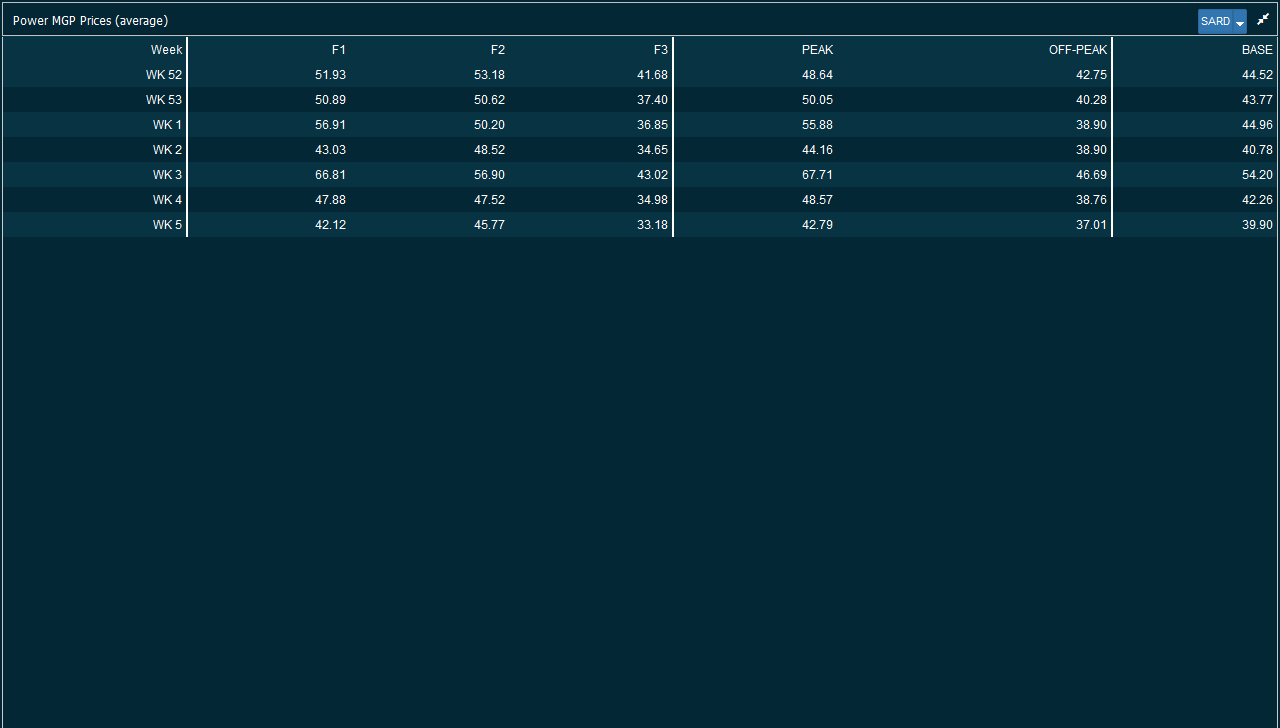 Power MGP Prices (average) SARD
Week F1 F2 F3 PEAK OFF-PEAK BASE
WK 52 51.93 53.18 41.68 48.64 42.75 44.52
WK 53 50.89 50.62 37.40 50.05 40.28 43.77
WK 1 56.91 50.20 36.85 55.88 38.90 44.96
WK 2 43.03 48.52 34.65 44.16 38.90 40.78
WK 3 66.81 56.90 43.02 67.71 46.69 54.20
WK 4 47.88 47.52 34.98 48.57 38.76 42.26
WK 5 42.12 45.77 33.18 42.79 37.01 39.90